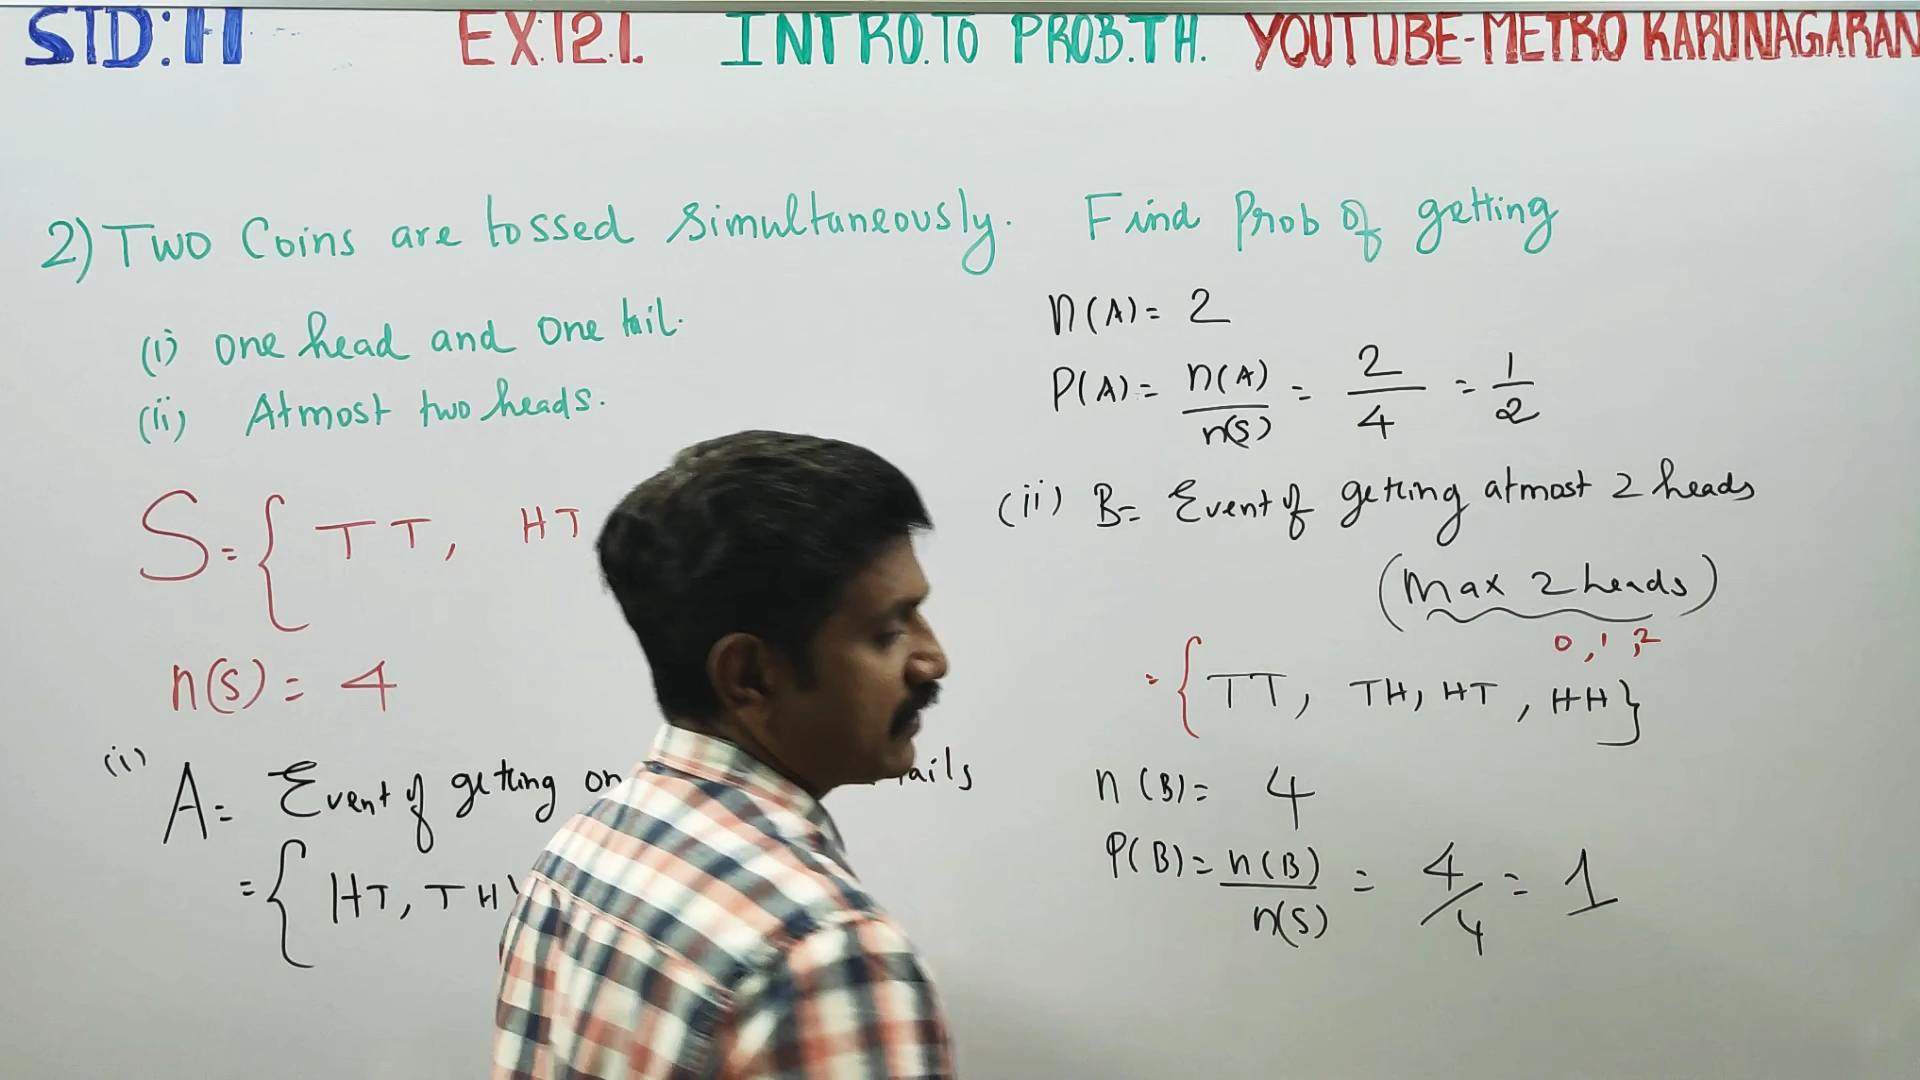 STD:11 EX:12.1. INTRO.TO PROB.TH. YOUTUBE-METRO KARUNAGARAN
2) Two Coins are tossed simultaneously. Find Prob of getting
(i) one head and one tail.
(ii) Atmost two heads.
S = { TT, HT
n(s) = 4
(i) A = Event of getting on ails
= { HT, TH
n(A) = 2
P(A) = n(A)/n(S) = 2/4 = 1/2
(ii) B = Event of getting atmost 2 heads
(Max 2 heads)
0, 1, 2
= { TT, TH, HT, HH }
n(B) = 4
P(B) = n(B)/n(S) = 4/4 = 1